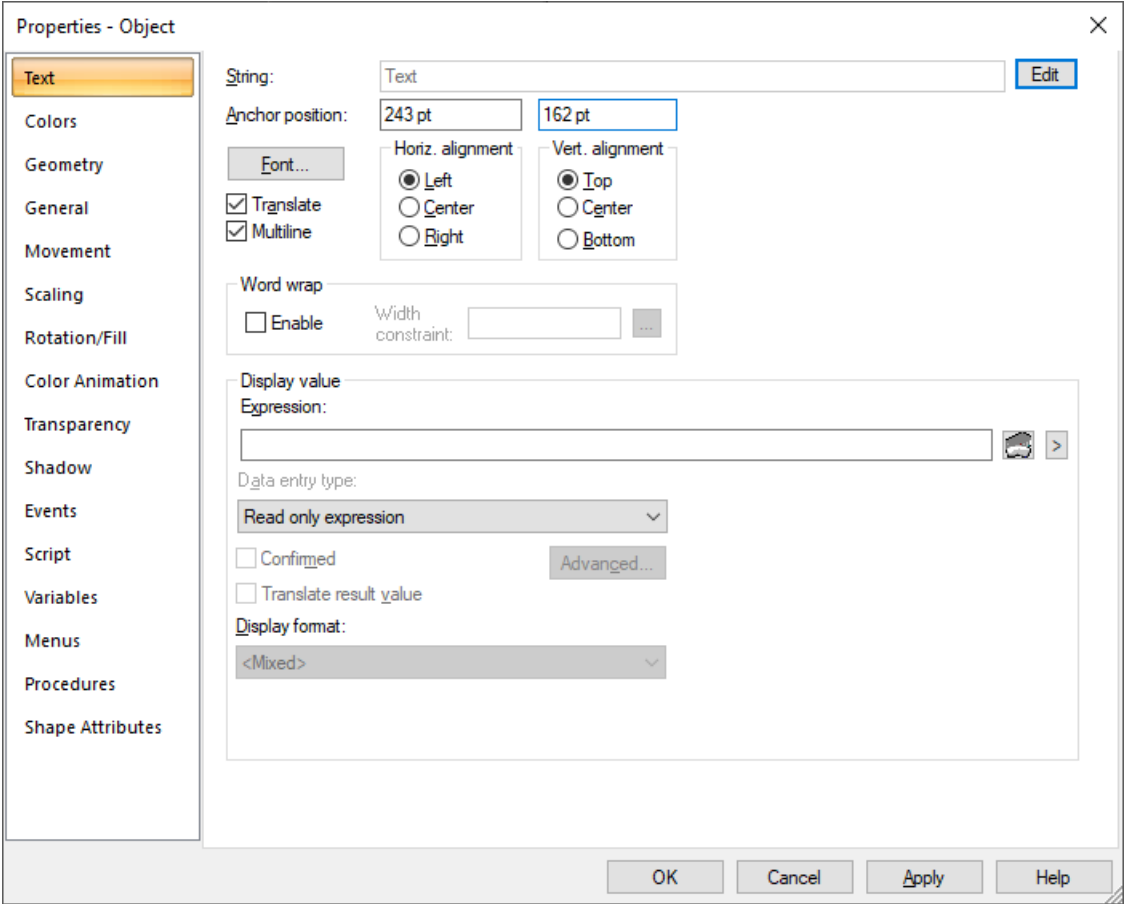 Properties - Object
Text
Colors
Geometry
General
Movement
Scaling
Rotation/Fill
Color Animation
Transparency
Shadow
Events
Script
Variables
Menus
Procedures
Shape Attributes
String: Text Edit
Anchor position: 243 pt 162 pt
Font...
Translate
Multiline
Horiz. alignment
Left
Center
Right
Vert. alignment
Top
Center
Bottom
Word wrap
Enable
Width
constraint:
...
Display value
Expression:
>
Data entry type:
Read only expression
Confirmed Advanced...
Translate result value
Display format:
<Mixed>
OK Cancel Apply Help